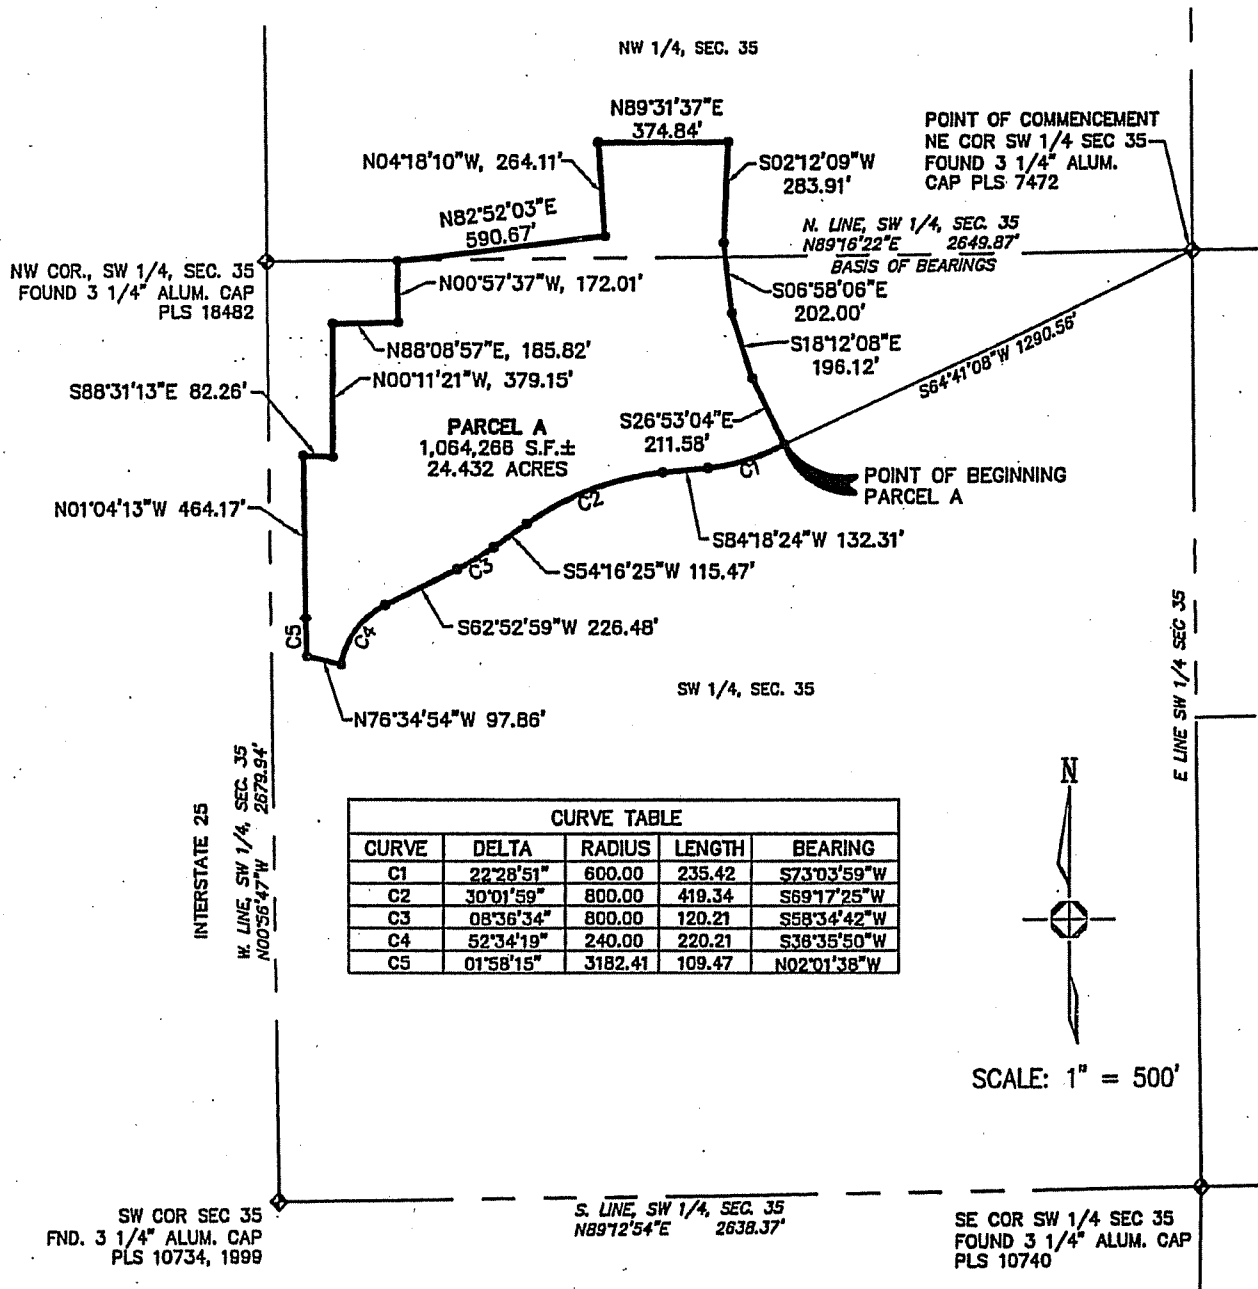 NW 1/4, SEC. 35
N89°31'37"E
374.84'
POINT OF COMMENCEMENT
NE COR SW 1/4 SEC 35
FOUND 3 1/4" ALUM.
CAP PLS 7472
N04°18'10"W, 264.11'
S02°12'09"W
283.91'
N82°52'03"E
590.67'
N. LINE, SW 1/4, SEC. 35
N89°16'22"E 2649.87'
BASIS OF BEARINGS
NW COR., SW 1/4, SEC. 35
FOUND 3 1/4" ALUM. CAP
PLS 18482
N00°57'37"W, 172.01'
S06°58'06"E
202.00'
N88°08'57"E, 185.82'
S18°12'08"E
196.12'
S64°41'08"W 1290.56'
S88°31'13"E 82.26'
N00°11'21"W, 379.15'
PARCEL A
1,064,266 S.F.±
24.432 ACRES
S26°53'04"E
211.58'
C1
POINT OF BEGINNING
PARCEL A
N01°04'13"W 464.17'
C2
S84°18'24"W 132.31'
C3
S54°16'25"W 115.47'
C5
C4
S62°52'59"W 226.48'
E LINE SW 1/4 SEC 35
SW 1/4, SEC. 35
N76°34'54"W 97.86'
INTERSTATE 25
W. LINE, SW 1/4, SEC. 35
N00°56'47"W 2679.94'
N
CURVE TABLE
CURVE DELTA RADIUS LENGTH BEARING
C1 22°28'51" 600.00 235.42 S73°03'59"W
C2 30°01'59" 800.00 419.34 S69°17'25"W
C3 08°36'34" 800.00 120.21 S58°34'42"W
C4 52°34'19" 240.00 220.21 S36°35'50"W
C5 01°58'15" 3182.41 109.47 N02°01'38"W
SCALE: 1" = 500'
SW COR SEC 35
FND. 3 1/4" ALUM. CAP
PLS 10734, 1999
S. LINE, SW 1/4, SEC. 35
N89°12'54"E 2638.37'
SE COR SW 1/4 SEC 35
FOUND 3 1/4" ALUM. CAP
PLS 10740